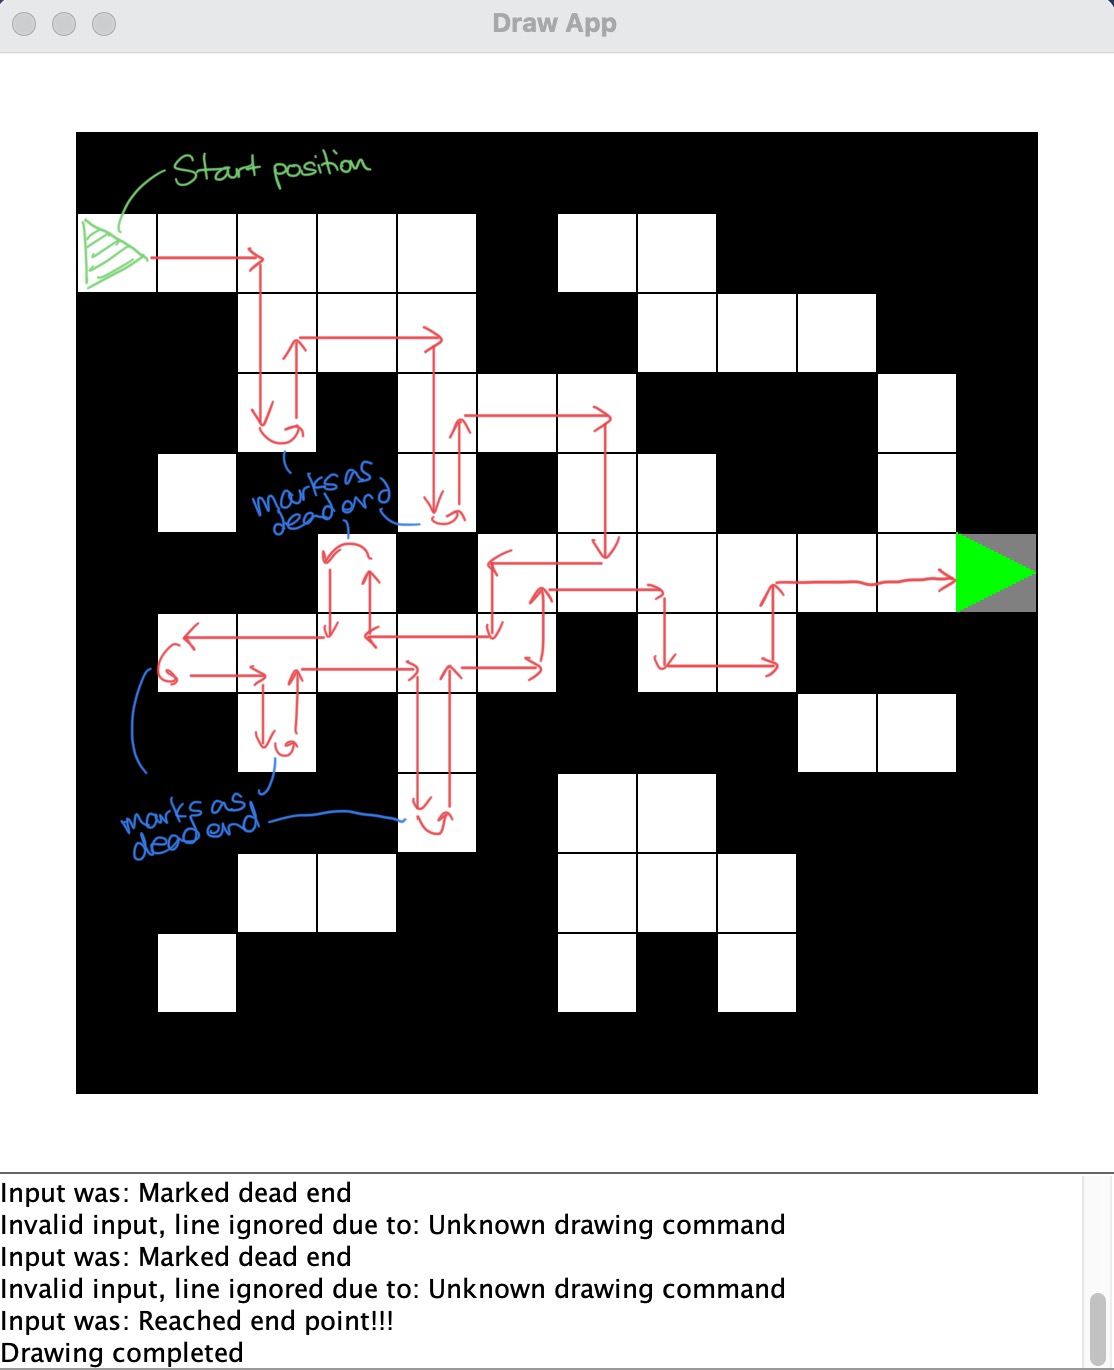 Draw App
Start position
marks as
dead end
marks as
dead end
Input was: Marked dead end
Invalid input, line ignored due to: Unknown drawing command
Input was: Marked dead end
Invalid input, line ignored due to: Unknown drawing command
Input was: Reached end point!!!
Drawing completed